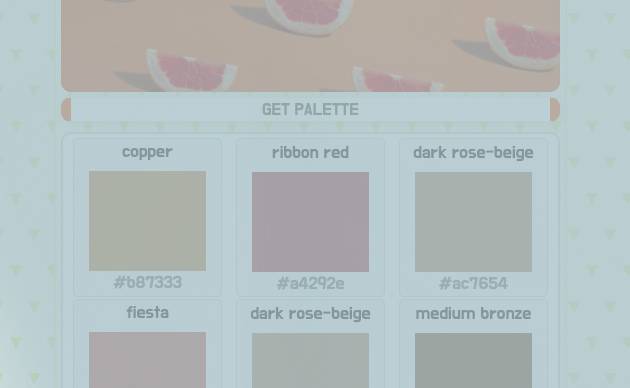 GET PALETTE
copper ribbon red dark rose-beige
#b87333 #a4292e #ac7654
fiesta dark rose-beige medium bronze